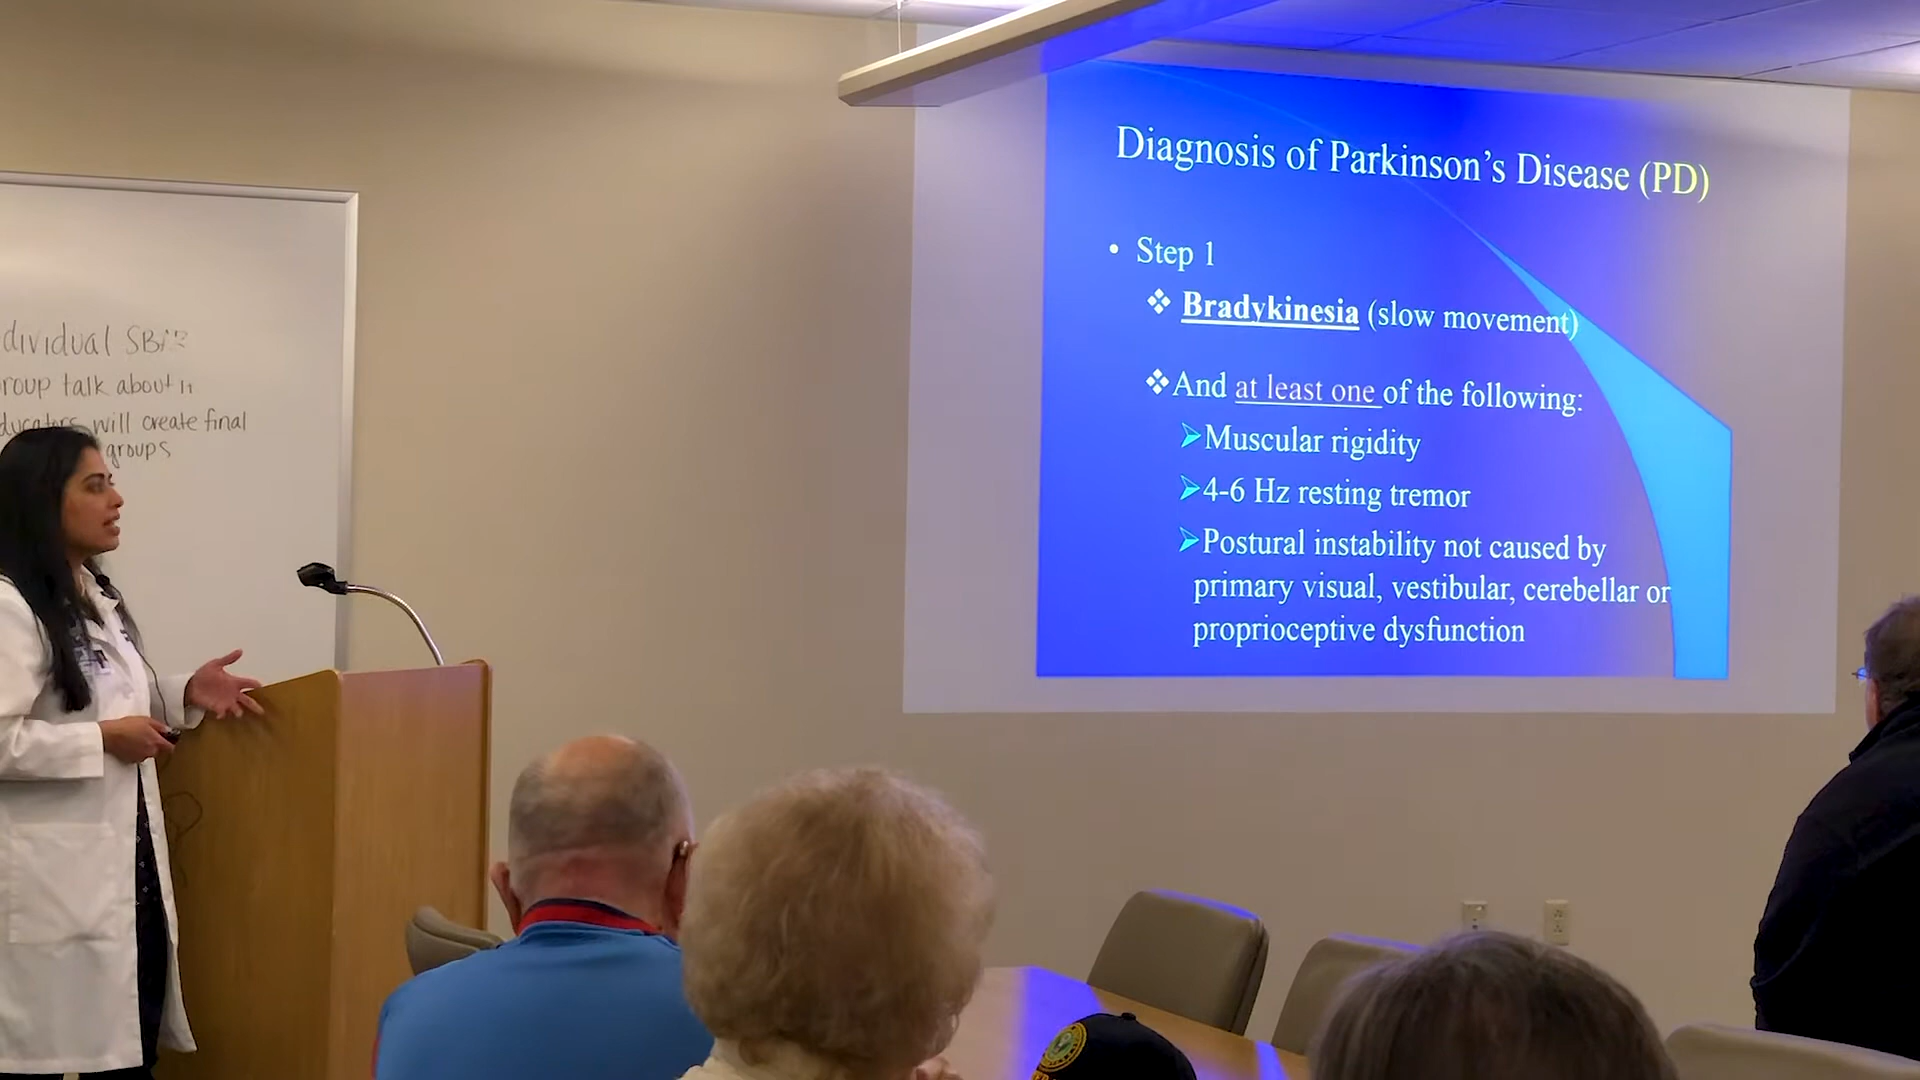 Diagnosis of Parkinson's Disease (PD)
• Step 1
❖ Bradykinesia (slow movement)
❖And at least one of the following:
➢Muscular rigidity
➢4-6 Hz resting tremor
➢Postural instability not caused by
primary visual, vestibular, cerebellar or
proprioceptive dysfunction
dividual
roup talk about it
ducators will create final
groups